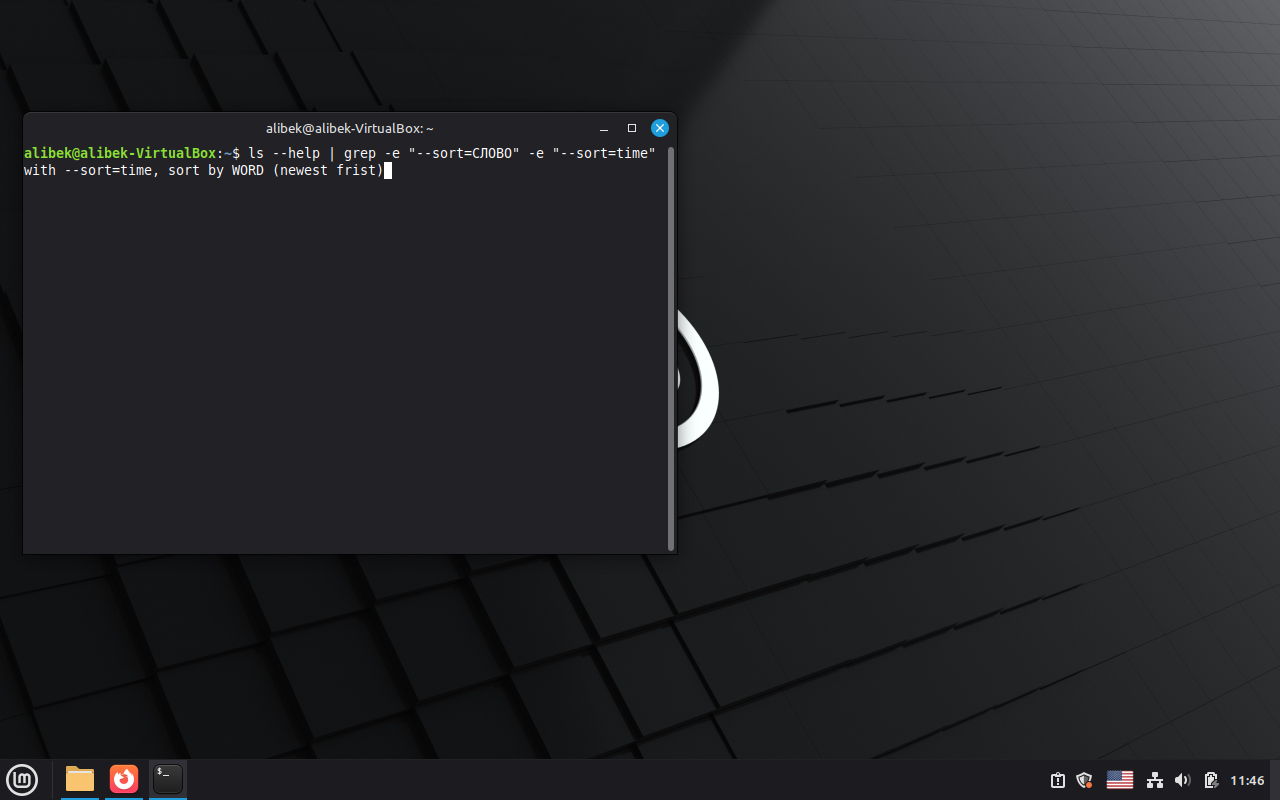 alibek@alibek-VirtualBox: ~
alibek@alibek-VirtualBox:~$ ls --help | grep -e "--sort=СЛОВО" -e "--sort=time"
with --sort=time, sort by WORD (newest frist)
$_
lm
11:46